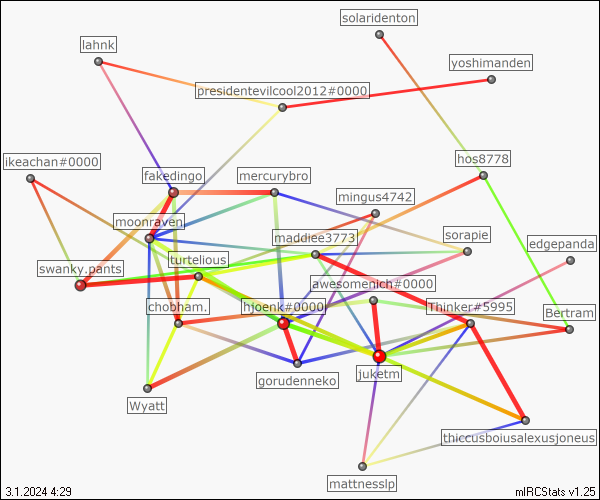 solaridenton
lahnk
yoshimanden
presidentevilcool2012#0000
ikeachan#0000
hos8778
fakedingo
mercurybro
mingus4742
moonraven
maddiee3773
sorapie
edgepanda
turtelious
swanky.pants
awesomenich#0000
chobham.
hjoenk#0000
Thinker#5995
Bertram
juketm
gorudenneko
Wyatt
thiccusboiusalexusjoneus
mattnesslp
3.1.2024 4:29
mIRCStats v1.25